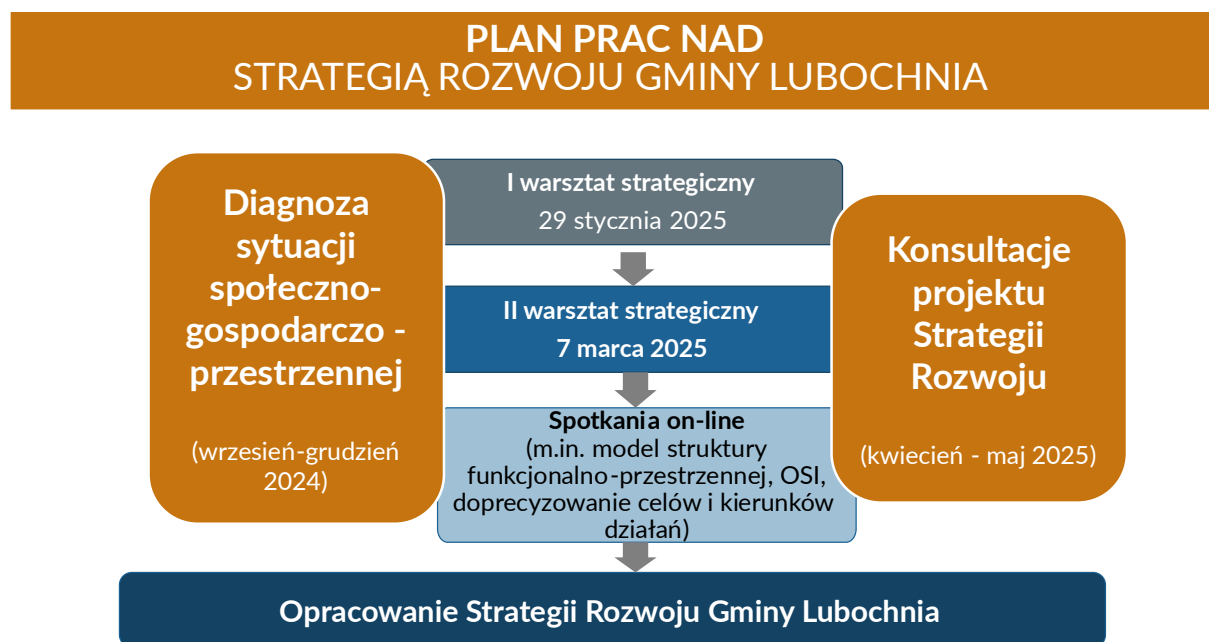 PLAN PRAC NAD
STRATEGIĄ ROZWOJU GMINY LUBOCHNIA
Diagnoza
sytuacji
społeczno-
gospodarczo -
przestrzennej
(wrzesień-grudzień
2024)
I warsztat strategiczny
29 stycznia 2025
II warsztat strategiczny
7 marca 2025
Spotkania on-line
(m.in. model struktury
funkcjonalno-przestrzennej, OSI,
doprecyzowanie celów i kierunków
działań)
Konsultacje
projektu
Strategii
Rozwoju
(kwiecień - maj 2025)
Opracowanie Strategii Rozwoju Gminy Lubochnia